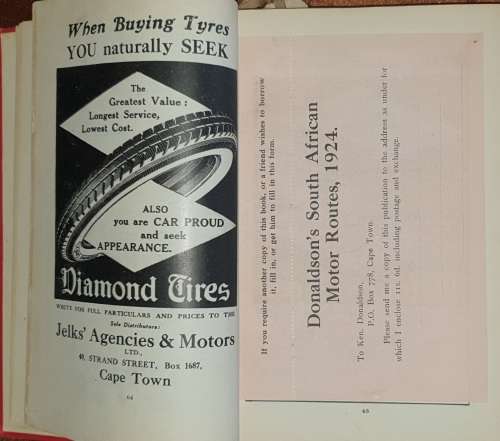 When Buying Tyres
YOU naturally SEEK
The
Greatest Value:
Longest Service,
Lowest Cost.
ALSO
you are CAR PROUD
and seek
APPEARANCE.
Diamond Tires
WRITE FOR FULL PARTICULARS AND PRICES TO THE
Sole Distributors:
Jelks' Agencies & Motors
LTD.,
40, STRAND STREET, Box 1687,
Cape Town
64
If you require another copy of this book, or a friend wishes to borrow
it, fill in, or get him to fill in this form.
Donaldson's South African
Motor Routes, 1924.
To Ken. Donaldson,
P.O. Box 778, Cape Town.
Please send me a copy of this publication to the address as under for
which I enclose 11s. 6d. including postage and exchange.
65